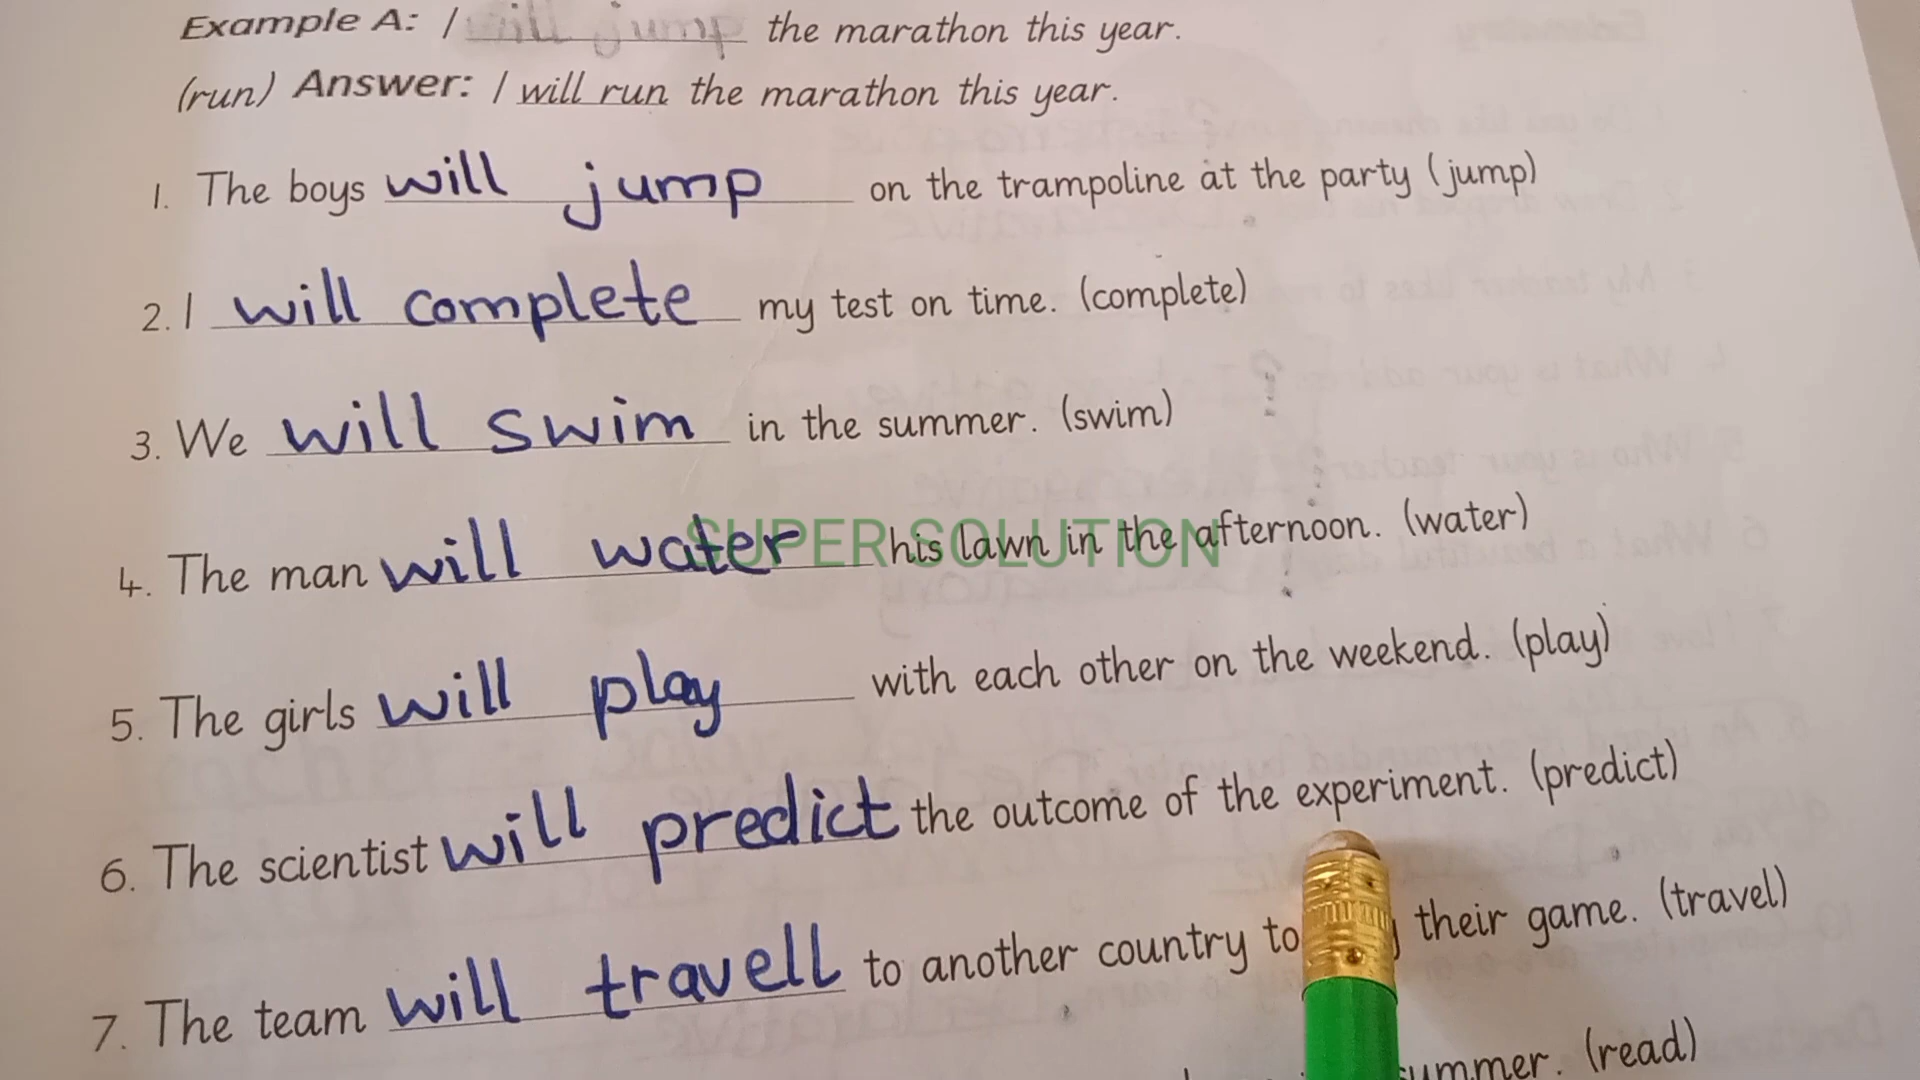 Example A: I will jump the marathon this year.
(run) Answer: I will run the marathon this year.
1. The boys will jump on the trampoline at the party (jump)
2. I will complete my test on time. (complete)
3. We will swim in the summer. (swim)
4. The man will water his lawn in the afternoon. (water)
SUPER SOLUTION
5. The girls will play with each other on the weekend. (play)
6. The scientist will predict the outcome of the experiment. (predict)
7. The team will travell to another country to their game. (travel)
summer. (read)